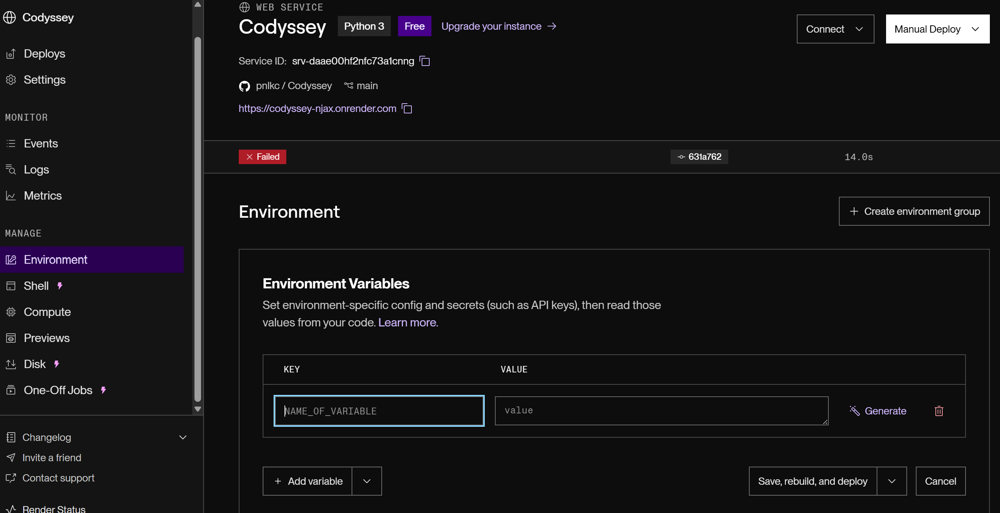 Codyssey
Deploys
Settings
MONITOR
Events
Logs
Metrics
MANAGE
Environment
Shell
Compute
Previews
Disk
One-Off Jobs
Changelog
Invite a friend
Contact support
Render Status
WEB SERVICE
Codyssey Python 3 Free Upgrade your instance
Connect Manual Deploy
Service ID: srv-daae00hf2nfc73a1cnng
pnlkc / Codyssey main
https://codyssey-njax.onrender.com
Failed 631a762 14.0s
Environment
Create environment group
Environment Variables
Set environment-specific config and secrets (such as API keys), then read those
values from your code. Learn more.
KEY VALUE
NAME_OF_VARIABLE value Generate
Add variable Save, rebuild, and deploy Cancel